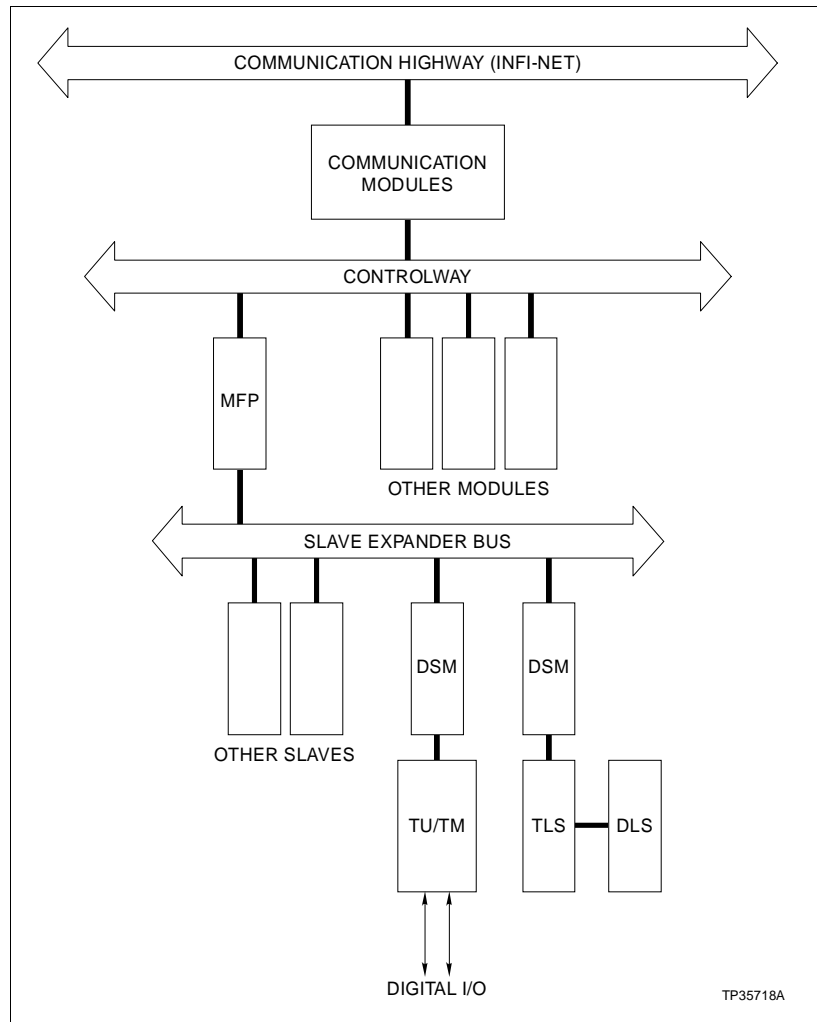 COMMUNICATION HIGHWAY (INFI-NET)
COMMUNICATION
MODULES
CONTROLWAY
MFP
OTHER MODULES
SLAVE EXPANDER BUS
DSM
DSM
OTHER SLAVES
TU/TM
TLS
DLS
DIGITAL I/O
TP35718A